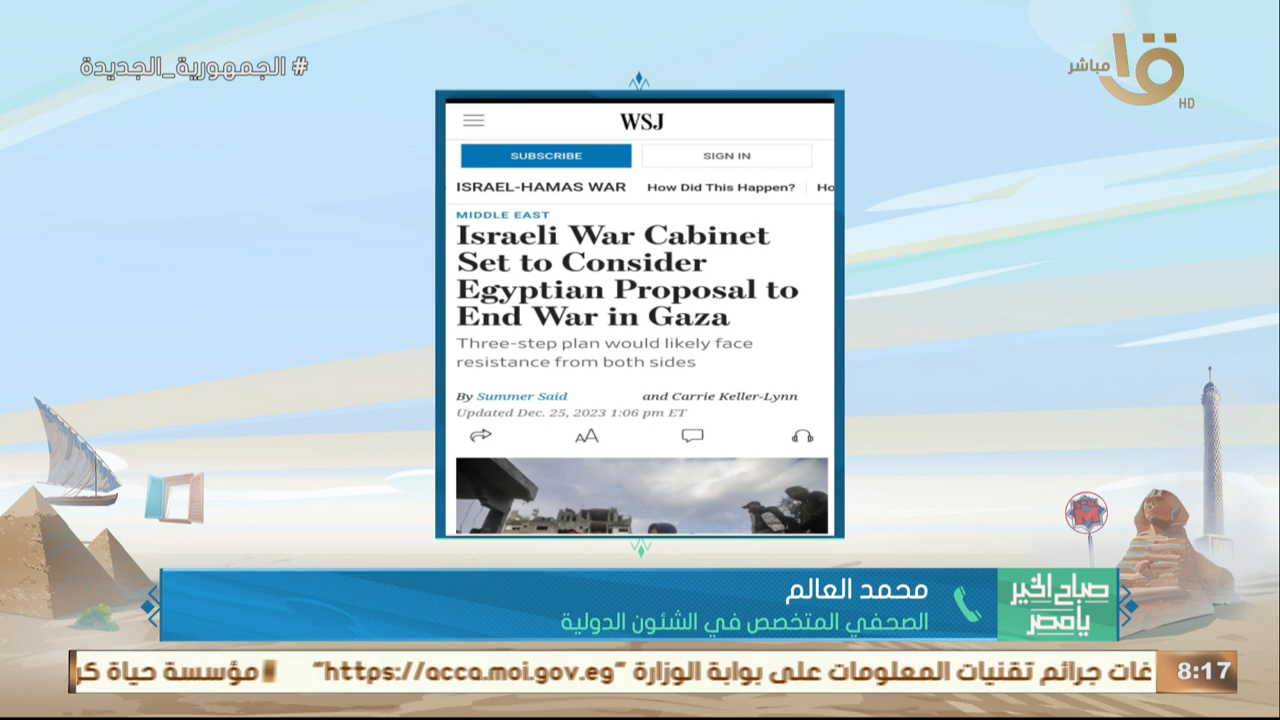 # الجمهورية_الجديدة
مباشر
HD
WSJ
SUBSCRIBE
SIGN IN
ISRAEL-HAMAS WAR
How Did This Happen?
Ho
MIDDLE EAST
Israeli War Cabinet
Set to Consider
Egyptian Proposal to
End War in Gaza
Three-step plan would likely face
resistance from both sides
By Summer Said and Carrie Keller-Lynn
Updated Dec. 25, 2023 1:06 pm ET
صباح الخير
يا مصر
محمد العالم
الصحفي المتخصص في الشئون الدولية
8:17
غات جرائم تقنيات المعلومات على بوابة الوزارة "https://acca.moi.gov.eg" مؤسسة حياة كر